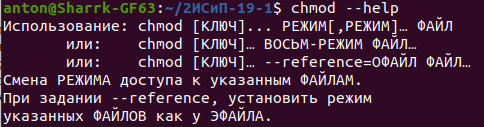 anton@Sharrk-GF63:~/2ИСиП-19-1$ chmod --help
Использование: chmod [КЛЮЧ]... РЕЖИМ[,РЕЖИМ]… ФАЙЛ
или: chmod [КЛЮЧ]… ВОСЬМ-РЕЖИМ ФАЙЛ…
или: chmod [КЛЮЧ]… --reference=ОФАЙЛ ФАЙЛ…
Смена РЕЖИМА доступа к указанным ФАЙЛАМ.
При задании --reference, установить режим
указанных ФАЙЛОВ как у ЭФАЙЛА.